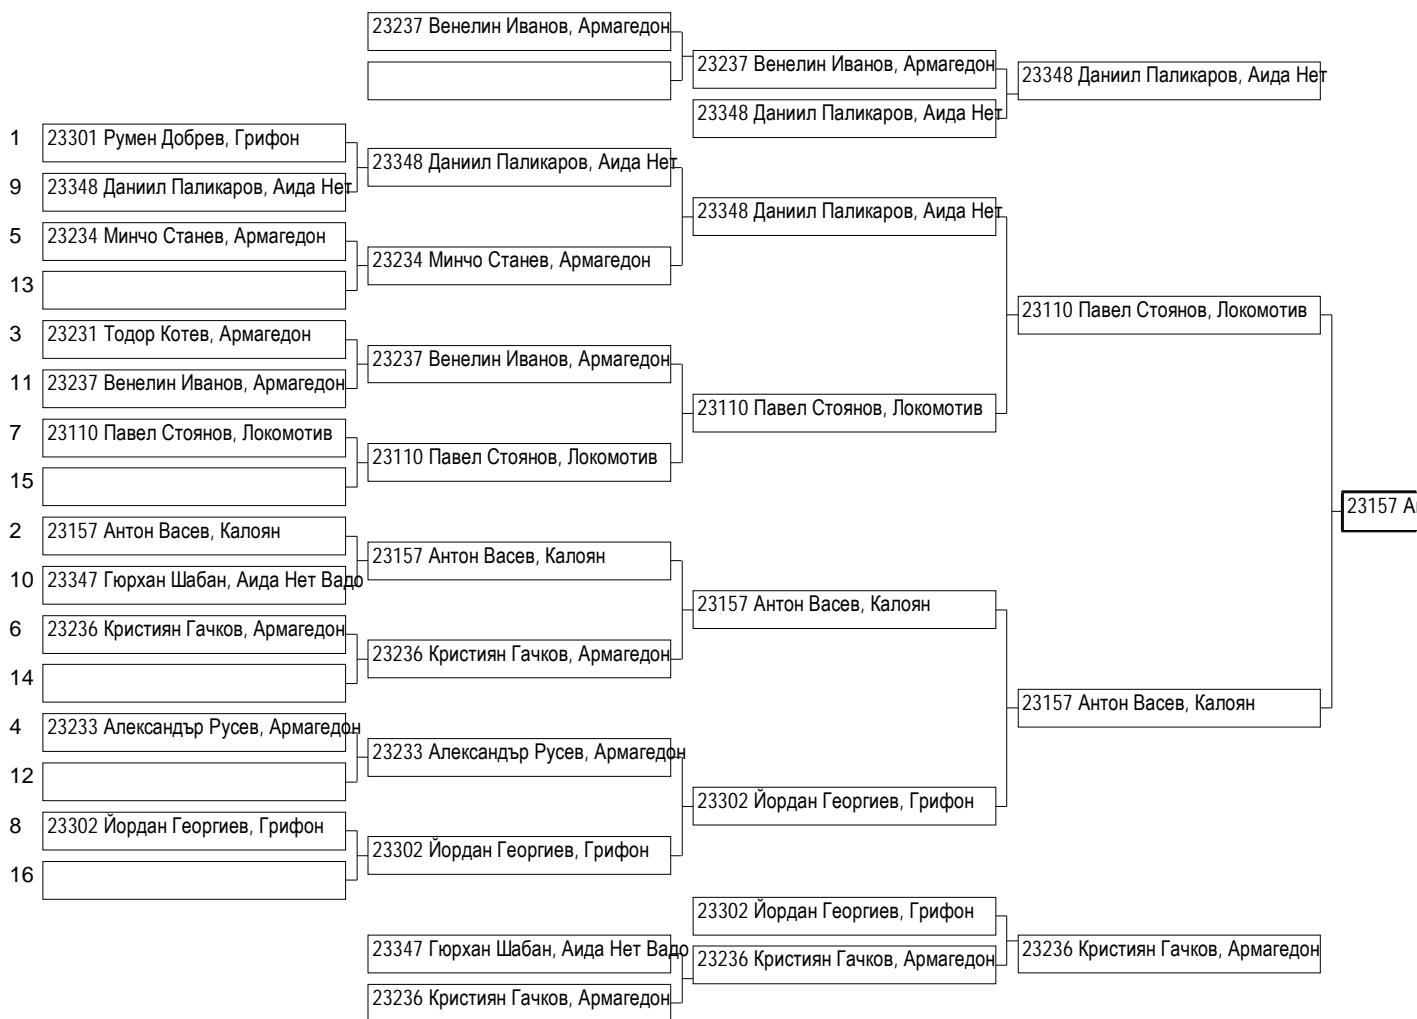 23237 Венелин Иванов, Армагедон
23237 Венелин Иванов, Армагедон
23348 Даниил Паликаров, Аида Нет
23348 Даниил Паликаров, Аида Нет
1 23301 Румен Добрев, Грифон
23348 Даниил Паликаров, Аида Нет
9 23348 Даниил Паликаров, Аида Нет
23348 Даниил Паликаров, Аида Нет
5 23234 Минчо Станев, Армагедон
23234 Минчо Станев, Армагедон
13
23110 Павел Стоянов, Локомотив
3 23231 Тодор Котев, Армагедон
23237 Венелин Иванов, Армагедон
11 23237 Венелин Иванов, Армагедон
23110 Павел Стоянов, Локомотив
7 23110 Павел Стоянов, Локомотив
23110 Павел Стоянов, Локомотив
15
23157
2 23157 Антон Васев, Калоян
23157 Антон Васев, Калоян
10 23347 Гюрхан Шабан, Аида Нет Вадо
23157 Антон Васев, Калоян
6 23236 Кристиян Гачков, Армагедон
23236 Кристиян Гачков, Армагедон
14
23157 Антон Васев, Калоян
4 23233 Александър Русев, Армагедон
23233 Александър Русев, Армагедон
12
23302 Йордан Георгиев, Грифон
8 23302 Йордан Георгиев, Грифон
23302 Йордан Георгиев, Грифон
16
23302 Йордан Георгиев, Грифон
23347 Гюрхан Шабан, Аида Нет Вадо
23236 Кристиян Гачков, Армагедон
23236 Кристиян Гачков, Армагедон
23236 Кристиян Гачков, Армагедон